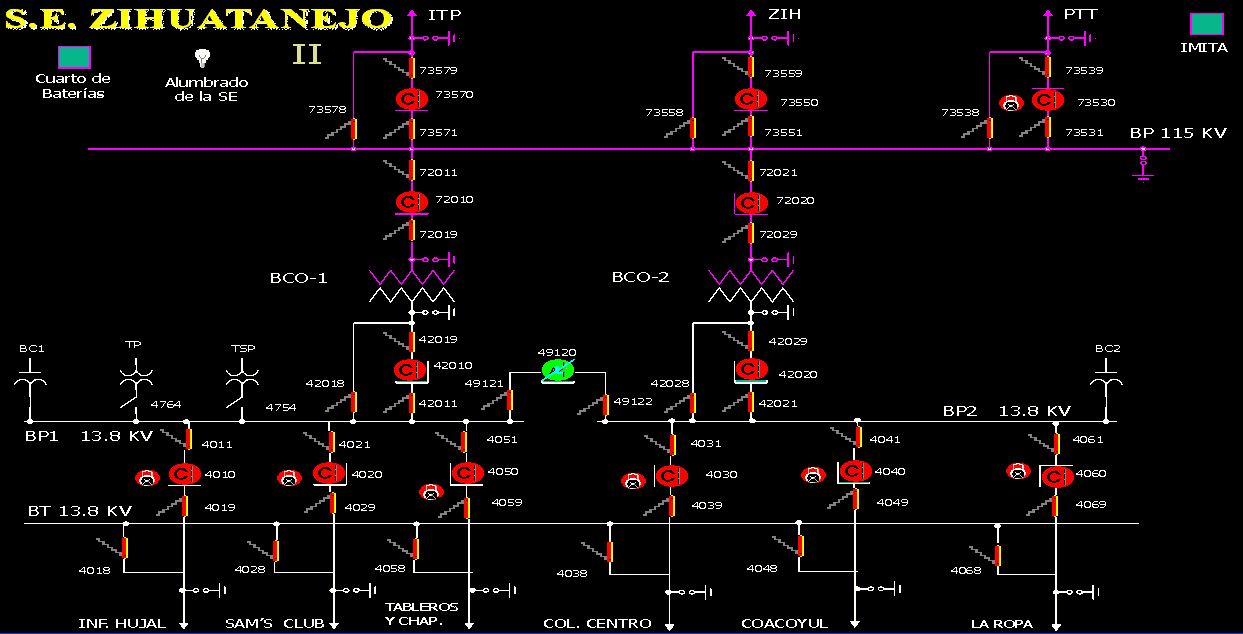 S.E. ZIHUATANEJO
II
ITP
ZIH
PTT
IMITA
Cuarto de
Baterías
Alumbrado
de la SE
73579
73570
73578
73571
73559
73550
73558
73551
73539
73530
73538
73531
BP 115 KV
72011
72010
72019
72021
72020
72029
BCO-1
BCO-2
BC1
TP
TSP
4764
4754
42019
42010
42018
42011
49120
49121
49122
42029
42020
42028
42021
BC2
BP1 13.8 KV
BP2 13.8 KV
4011
4010
4019
4021
4020
4029
4051
4050
4059
4031
4030
4039
4041
4040
4049
4061
4060
4069
BT 13.8 KV
4018
4028
4058
4038
4048
4068
INF. HUJAL
SAM'S CLUB
TABLEROS
Y CHAP.
COL. CENTRO
COACOYUL
LA ROPA